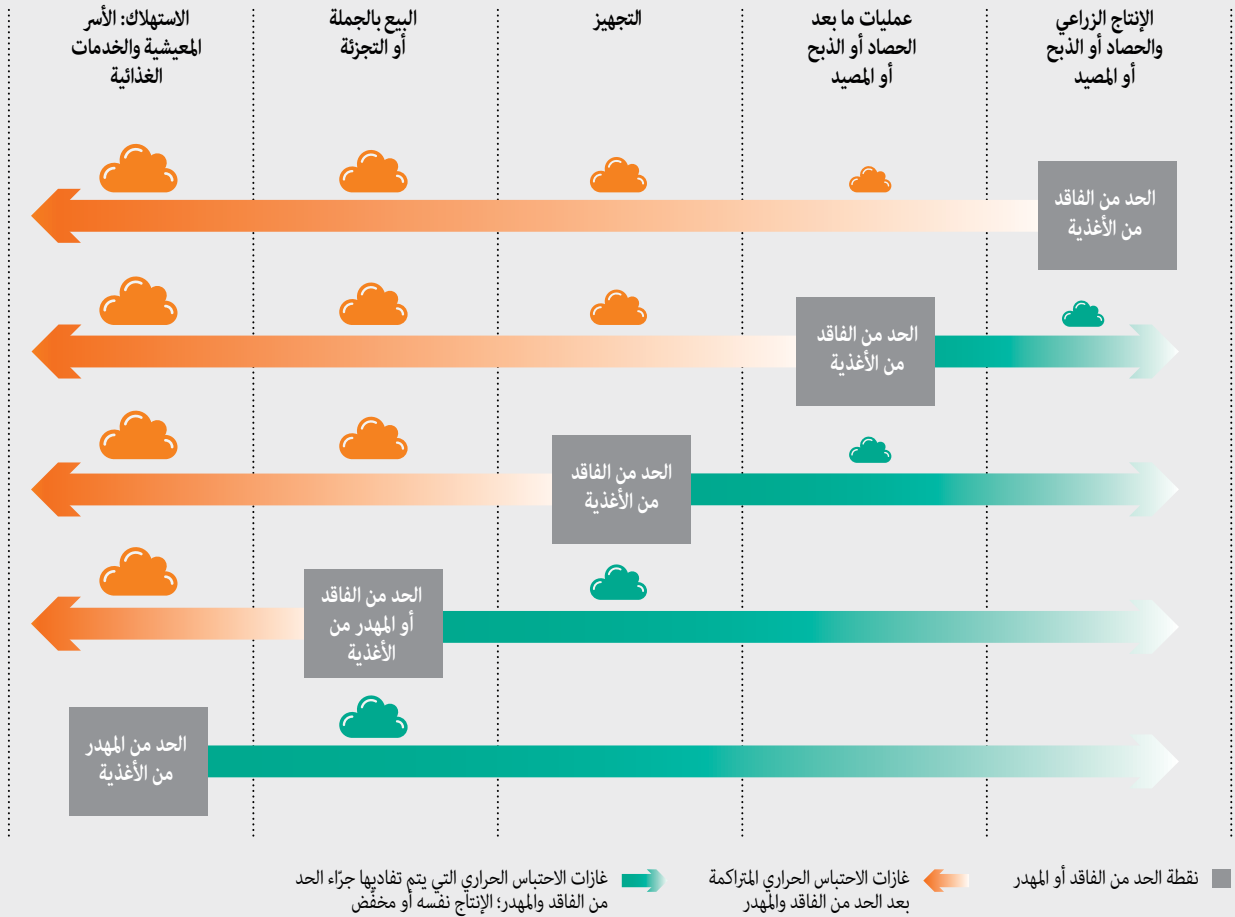 الإنتاج الزراعي
والحصاد أو الذبح
أو المصيد
عمليات ما بعد
الحصاد أو الذبح
أو المصيد
التجهيز
البيع بالجملة
أو التجزئة
الاستهلاك: الأسر
المعيشية والخدمات
الغذائية
الحد من الفاقد
من الأغذية
الحد من الفاقد
من الأغذية
الحد من الفاقد
من الأغذية
الحد من الفاقد
أو المهدر من
الأغذية
الحد من المهدر
من الأغذية
نقطة الحد من الفاقد أو المهدر
غازات الاحتباس الحراري المتراكمة
بعد الحد من الفاقد والمهدر
غازات الاحتباس الحراري التي يتم تفاديها جرّاء الحد
من الفاقد والمهدر؛ الإنتاج نفسه أو مخفّض